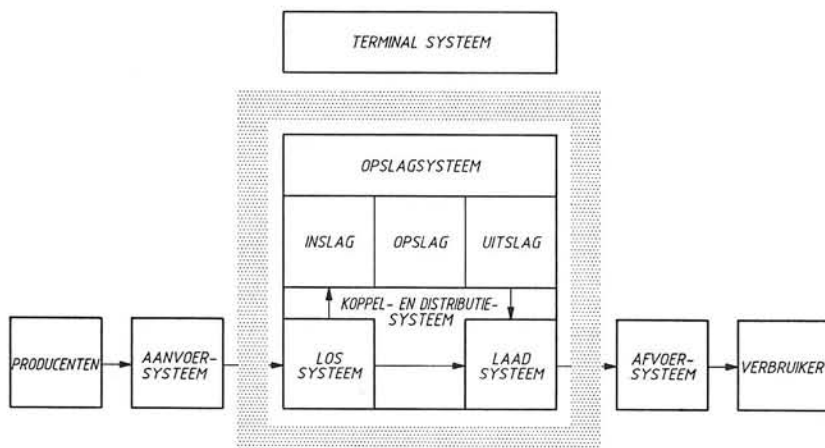 TERMINAL SYSTEEM
OPSLAGSYSTEEM
INSLAG
OPSLAG
UITSLAG
KOPPEL- EN DISTRIBUTIE-
SYSTEEM
PRODUCENTEN
AANVOER-
SYSTEEM
LOS
SYSTEEM
LAAD
SYSTEEM
AFVOER-
SYSTEEM
VERBRUIKER